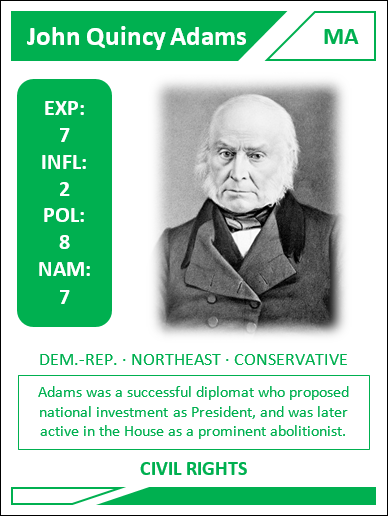 John Quincy Adams
MA
EXP:
7
INFL:
2
POL:
8
NAM:
7
DEM.-REP. · NORTHEAST · CONSERVATIVE
Adams was a successful diplomat who proposed
national investment as President, and was later
active in the House as a prominent abolitionist.
CIVIL RIGHTS